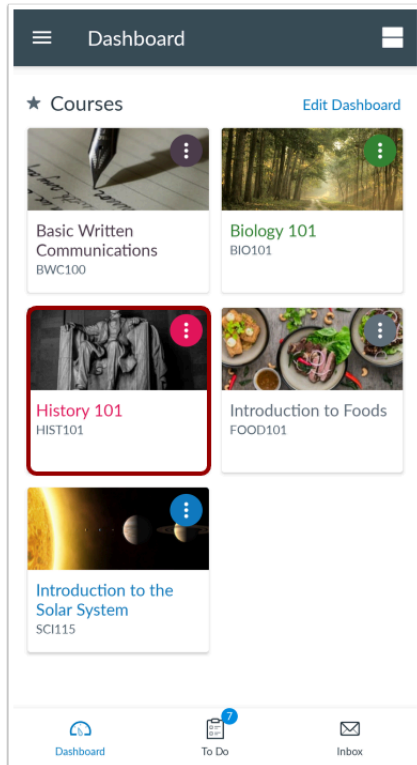 Dashboard
Courses
Edit Dashboard
Basic Written
Communications
BWC100
Biology 101
BIO101
History 101
HIST101
Introduction to Foods
FOOD101
Introduction to the
Solar System
SCI115
7
Dashboard
To Do
Inbox